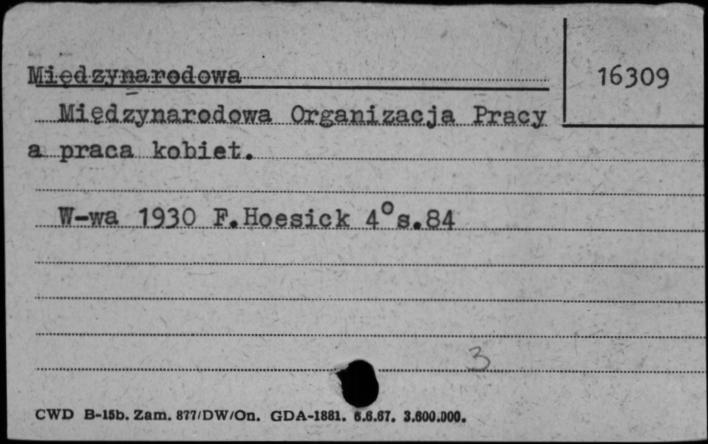 Międzynarodowa
16309
Międzynarodowa Organizacja Pracy
a praca kobiet.
W-wa 1930 F.Hoesick 4° s.84
3
CWD B-15b. Zam. 877/DW/On. GDA-1881. 6.6.67. 3.600.000.